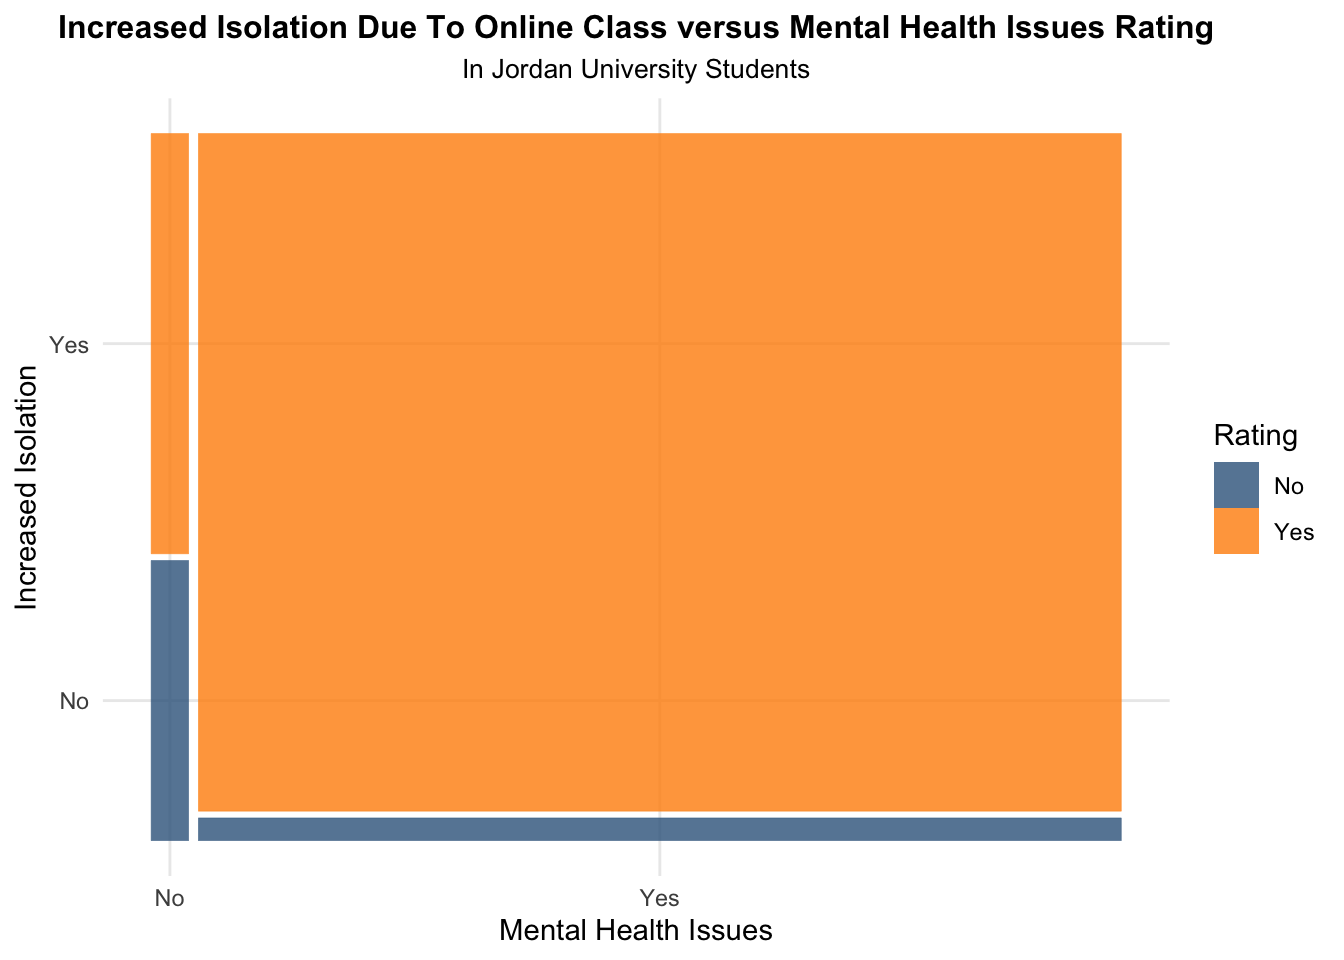 Increased Isolation Due To Online Class versus Mental Health Issues Rating
In Jordan University Students
Increased Isolation
Yes
No
No
Yes
Mental Health Issues
Rating
No
Yes